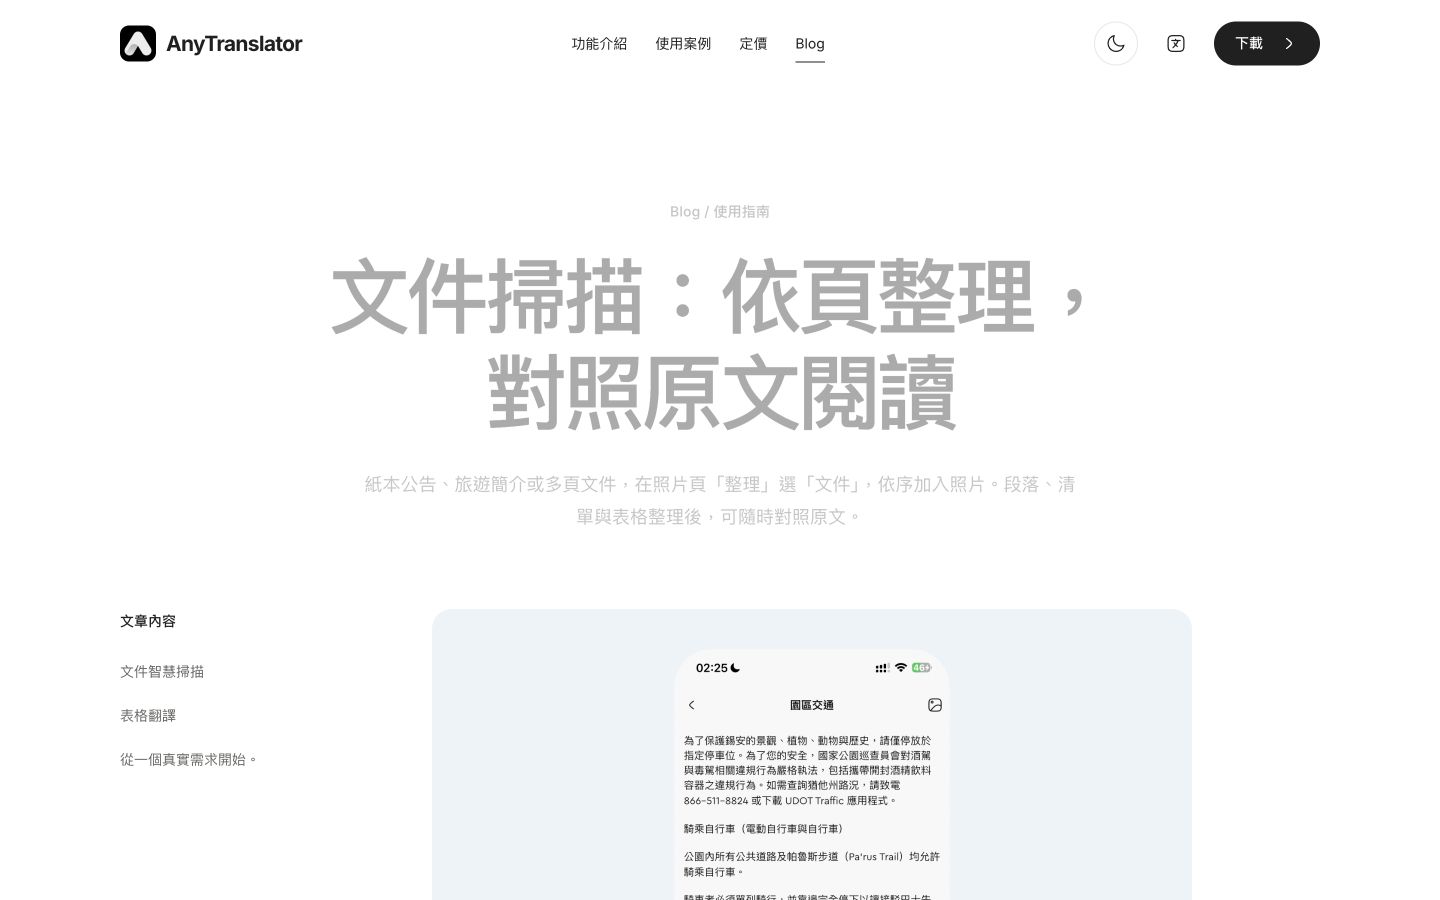 AnyTranslator
功能介紹
使用案例
定價
Blog
下載
Blog / 使用指南
文件掃描：依頁整理，
對照原文閱讀
紙本公告、旅遊簡介或多頁文件，在照片頁「整理」選「文件」，依序加入照片。段落、清
單與表格整理後，可隨時對照原文。
文章內容
文件智慧掃描
表格翻譯
從一個真實需求開始。
02:25
46
園區交通
為了保護錫安的景觀、植物、動物與歷史，請僅停放於
指定停車位。為了您的安全，國家公園巡查員會對酒駕
與毒駕相關違規行為嚴格執法，包括攜帶開封酒精飲料
容器之違規行為。如需查詢猶他州路況，請致電
866-511-8824 或下載 UDOT Traffic 應用程式。
騎乘自行車（電動自行車與自行車）
公園內所有公共道路及帕魯斯步道（Pa'rus Trail）均允許
騎乘自行車。